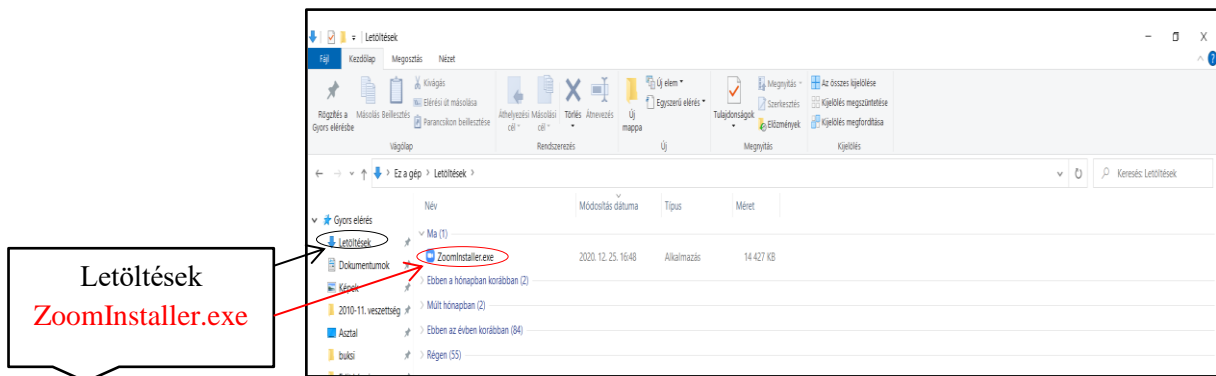 Letöltések
Fájl Kezdőlap Megosztás Nézet
Rögzítés a Gyors elérésbe
Másolás
Beillesztés
Kivágás
Elérési út másolása
Parancsikon beillesztése
Vágólap
Áthelyezési cél
Másolási cél
Törlés
Átnevezés
Rendszerezés
Új mappa
Új elem
Egyszerű elérés
Új
Tulajdonságok
Megnyitás
Szerkesztés
Előzmények
Megnyitás
Az összes kijelölése
Kijelölés megszüntetése
Kijelölés megfordítása
Kijelölés
Ez a gép > Letöltések >
Keresés: Letöltések
Név Módosítás dátuma Típus Méret
Gyors elérés
Letöltések
Dokumentumok
Képek
2010-11. veszettség
Asztal
buksi
Ma (1)
ZoomInstaller.exe 2020. 12. 25. 16:48 Alkalmazás 14 427 KB
Ebben a hónapban korábban (2)
Múlt hónapban (2)
Ebben az évben korábban (84)
Régen (55)
Letöltések
ZoomInstaller.exe